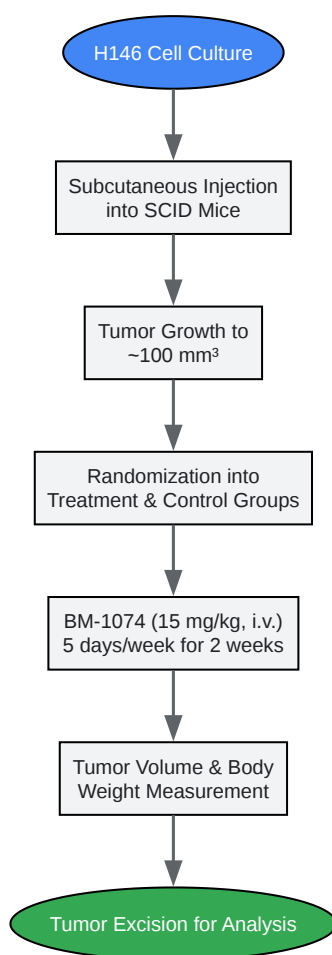 H146 Cell Culture
Subcutaneous Injection
into SCID Mice
Tumor Growth to
~100 mm³
Randomization into
Treatment & Control Groups
BM-1074 (15 mg/kg, i.v.)
5 days/week for 2 weeks
Tumor Volume & Body
Weight Measurement
Tumor Excision for Analysis